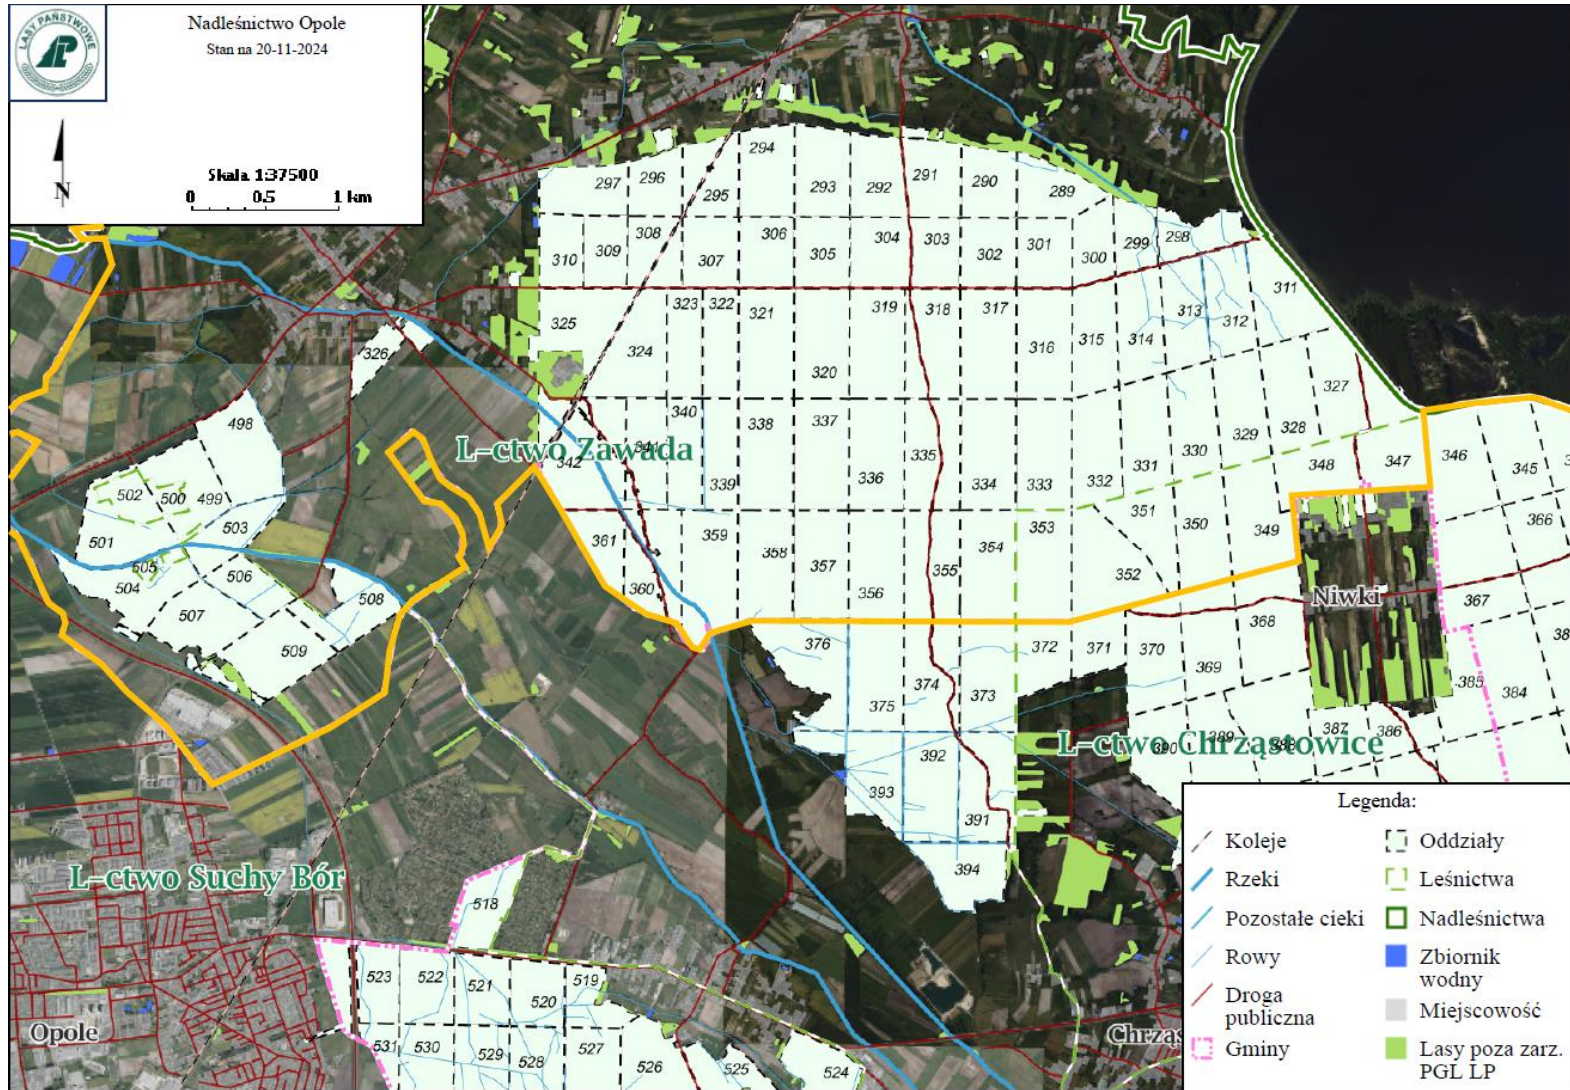 LASY PAŃSTWOWE
Nadleśnictwo Opole
Stan na 20-11-2024
N
Skala 1:37500
0 0.5 1 km
294
297 296 295 293 292 291 290 289
310 309 308 307 306 305 304 303 302 301 300 299 298
325 324 323 322 321 320 319 318 317 316 315 314 313 312 311
326
327
342 341 340 339 338 337 336 335 334 333 332 331 330 329 328
348 347 346 345
L-ctwo Zawada
498
502 500 499
501 503
505
504 506
507 508
509
361 360 359 358 357 356 355 354 353 352 351 350 349
366
Niwki
367
376 375 374 373 372 371 370 369 368
385 384
390 389 388 387 386
L-ctwo Chrząstowice
393 392 391
394
L-ctwo Suchy Bór
518
523 522 521 520 519
531 530 529 528 527 526 525 524
Opole
Legenda:
Koleje
Rzeki
Pozostałe cieki
Rowy
Droga
publiczna
Gminy
Oddziały
Leśnictwa
Nadleśnictwa
Zbiornik
wodny
Miejscowość
Lasy poza zarz.
PGL LP